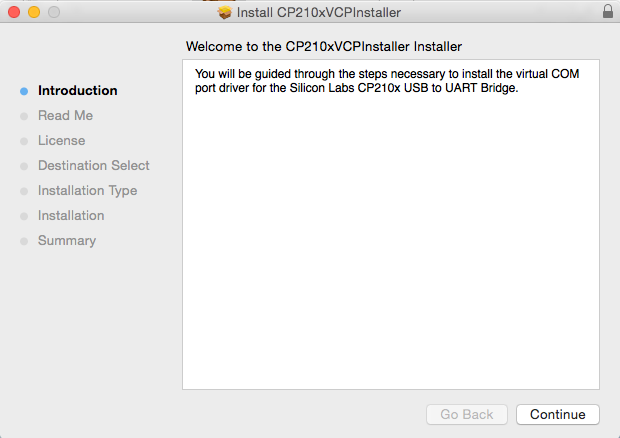 Install CP210xVCPInstaller
Welcome to the CP210xVCPInstaller Installer
Introduction
Read Me
License
Destination Select
Installation Type
Installation
Summary
You will be guided through the steps necessary to install the virtual COM
port driver for the Silicon Labs CP210x USB to UART Bridge.
Go Back
Continue